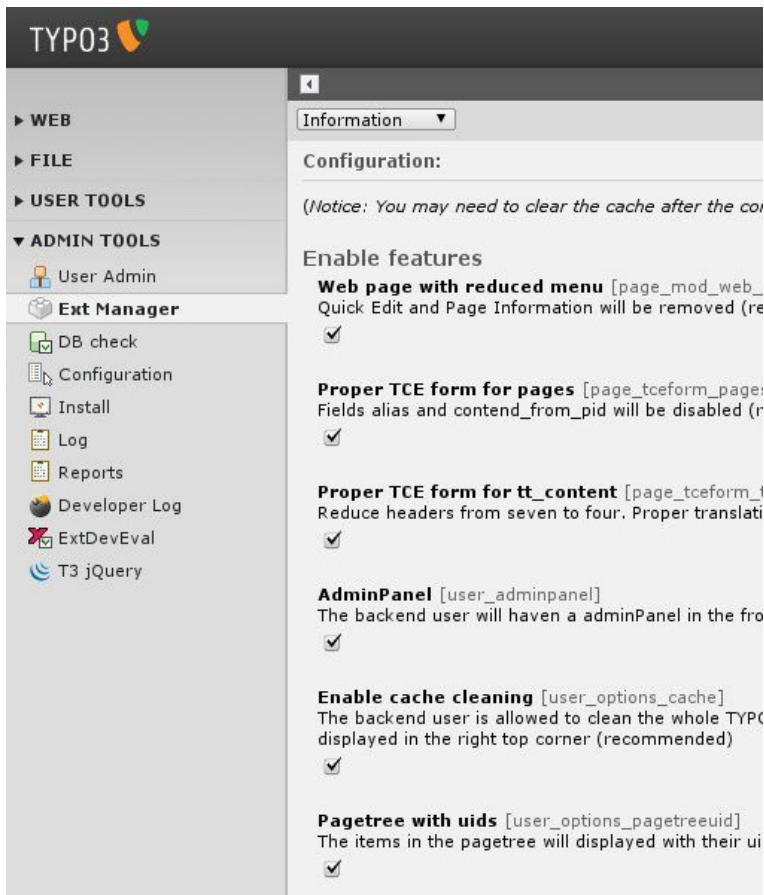 TYPO3
WEB
FILE
USER TOOLS
ADMIN TOOLS
User Admin
Ext Manager
DB check
Configuration
Install
Log
Reports
Developer Log
ExtDevEval
T3 jQuery
Information
Configuration:
(Notice: You may need to clear the cache after the
Enable features
Web page with reduced menu [page_mod_web_
Quick Edit and Page Information will be removed
Proper TCE form for pages [page_tceform_pages
Fields alias and contend_from_pid will be disabled
Proper TCE form for tt_content [page_tceform_t
Reduce headers from seven to four. Proper
AdminPanel [user_adminpanel]
The backend user will haven a adminPanel in the
Enable cache cleaning [user_options_cache]
The backend user is allowed to clean the whole
displayed in the right top corner (recommended)
Pagetree with uids [user_options_pagetreeuid]
The items in the pagetree will displayed with their